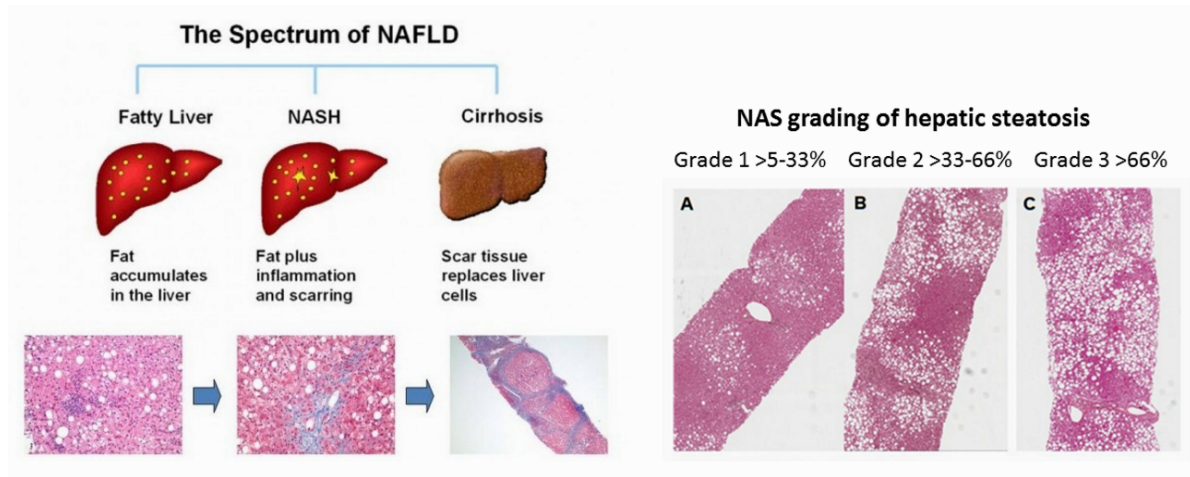 The Spectrum of NAFLD
Fatty Liver
NASH
Cirrhosis
Fat
accumulates
in the liver
Fat plus
inflammation
and scarring
Scar tissue
replaces liver
cells
NAS grading of hepatic steatosis
Grade 1 >5-33%
Grade 2 >33-66%
Grade 3 >66%
A
B
C